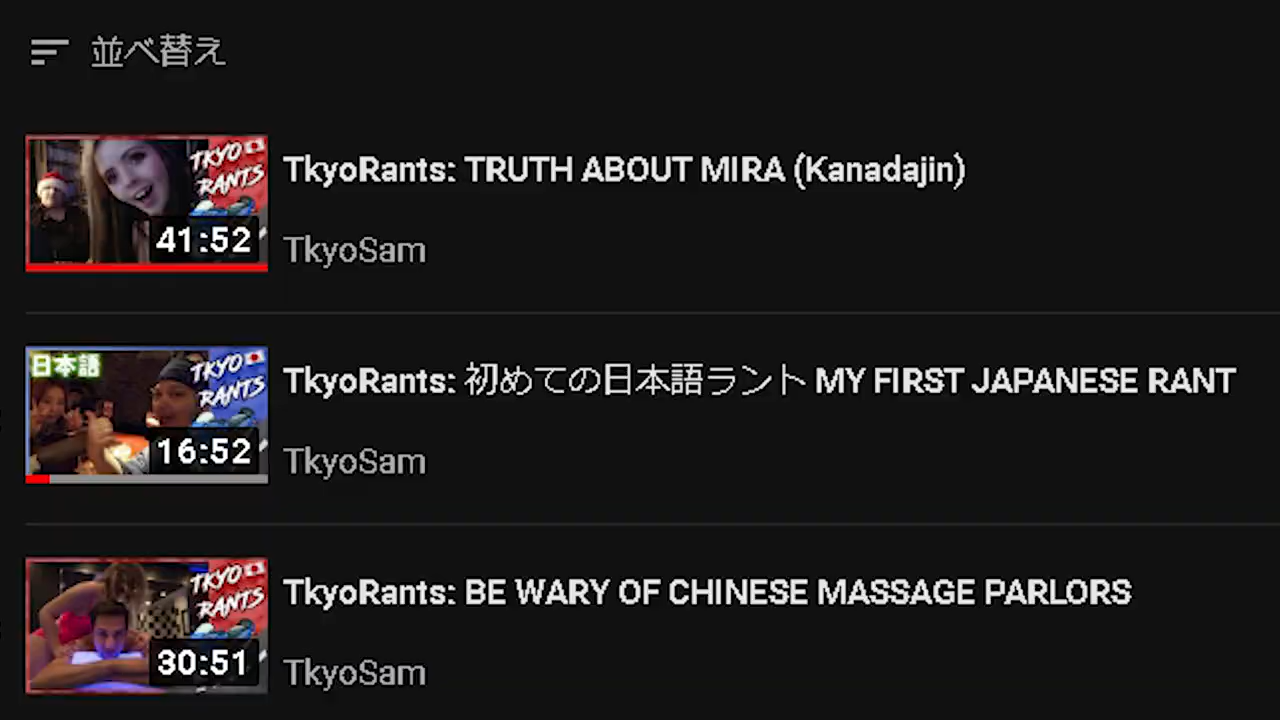 並べ替え
TKYO
RANTS
41:52
TkyoRants: TRUTH ABOUT MIRA (Kanadajin)
TkyoSam
日本語
TKYO
RANTS
16:52
TkyoRants: 初めての日本語ラント MY FIRST JAPANESE RANT
TkyoSam
TKYO
RANTS
30:51
TkyoRants: BE WARY OF CHINESE MASSAGE PARLORS
TkyoSam